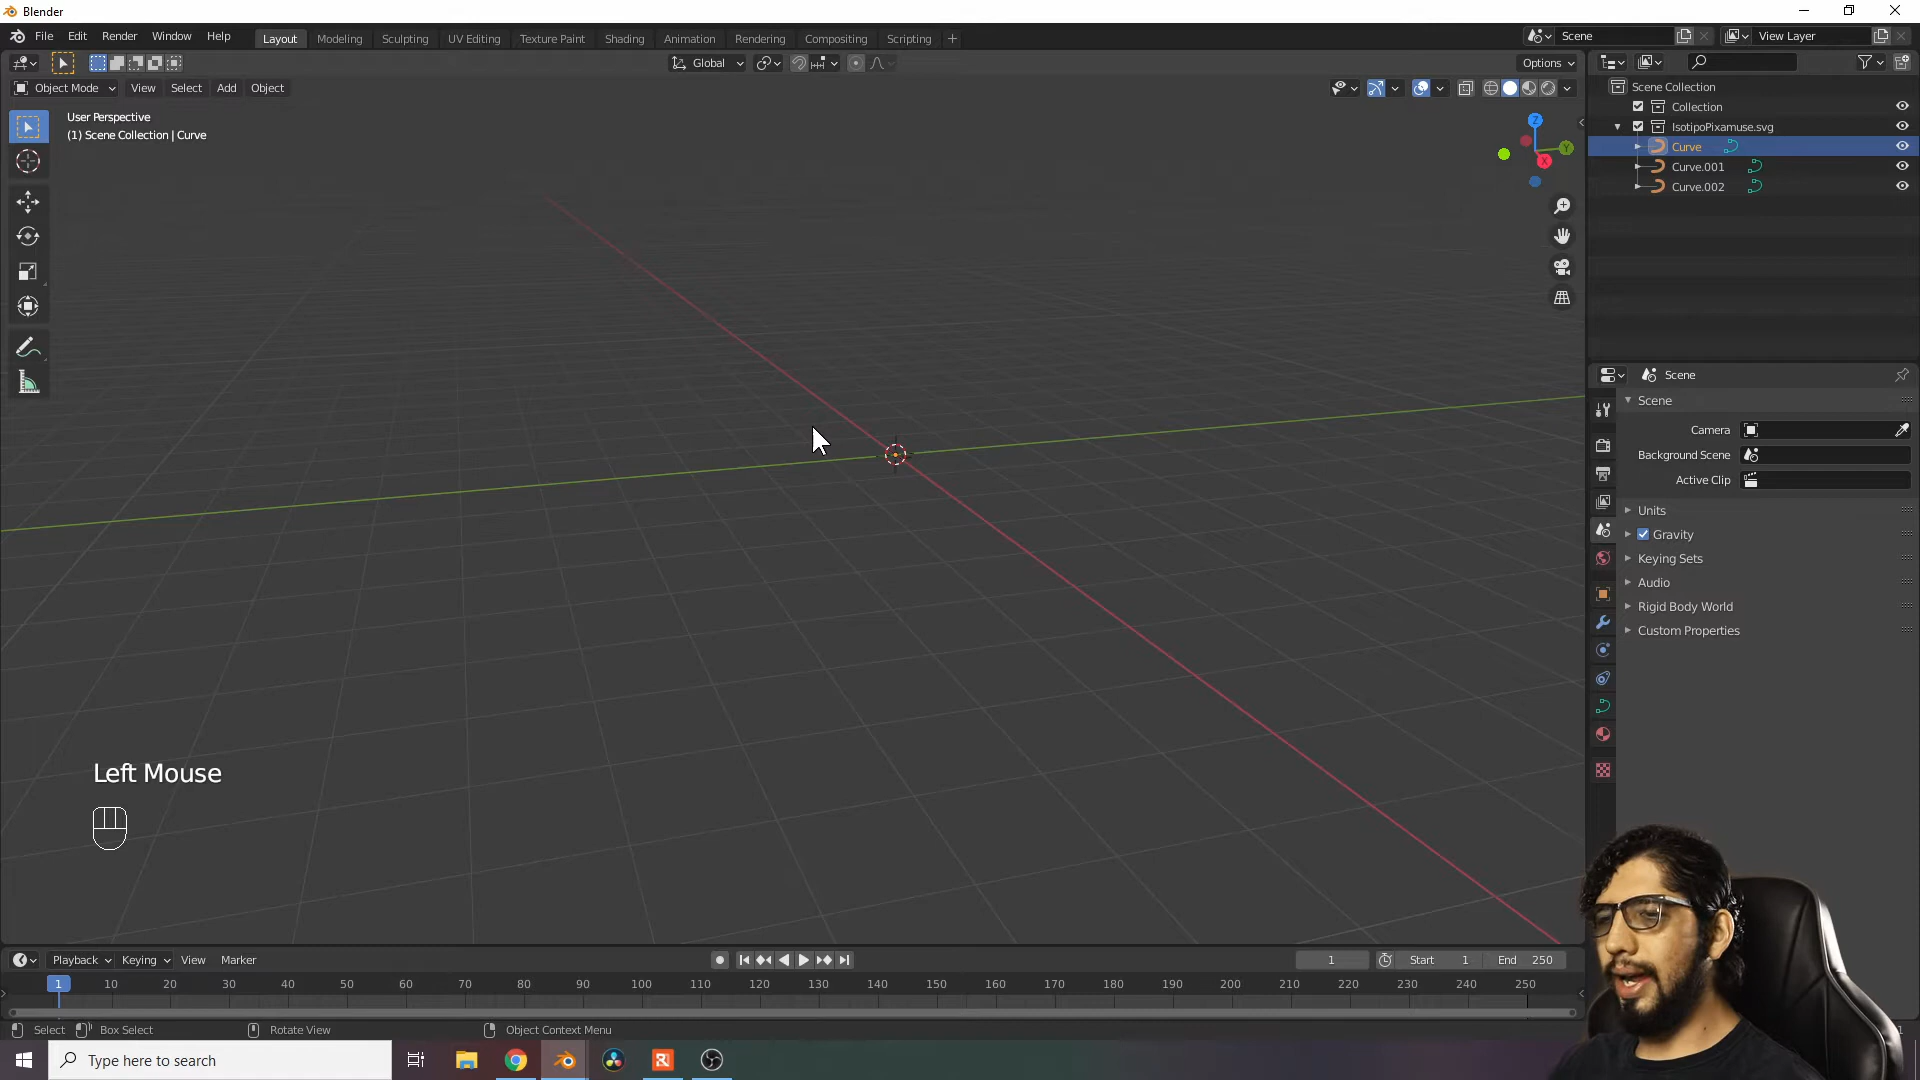 Blender
File Edit Render Window Help
Layout Modeling Sculpting UV Editing Texture Paint Shading Animation Rendering Compositing Scripting +
Scene
View Layer
Global
Options
Object Mode View Select Add Object
User Perspective
(1) Scene Collection | Curve
Z
Y
X
Scene Collection
Collection
IsotipoPixamuse.svg
Curve
Curve.001
Curve.002
Scene
Scene
Camera
Background Scene
Active Clip
Units
Gravity
Keying Sets
Audio
Rigid Body World
Custom Properties
Left Mouse
Playback Keying View Marker
1 Start 1 End 250
1 10 20 30 40 50 60 70 80 90 100 110 120 130 140 150 160 170 180 190 200 210 220 230 240 250
Select Box Select Rotate View Object Context Menu
Type here to search